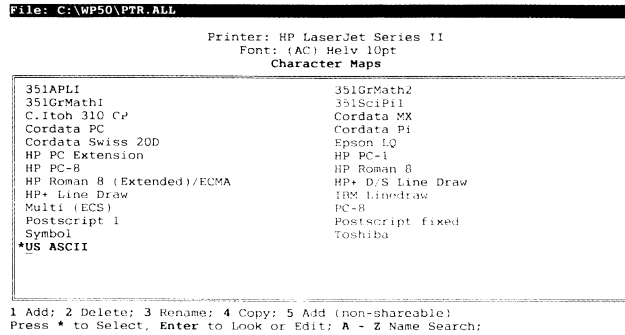 File: C:\WP50\PTR.ALL
Printer: HP LaserJet Series II
Font: (AC) Helv 10pt
Character Maps
351APLI 351GrMath2
351GrMathI 351SciPiI
C.Itoh 310 CP Cordata MX
Cordata PC Cordata Pi
Cordata Swiss 20D Epson LQ
HP PC Extension HP PC-1
HP PC-8 HP Roman 8
HP Roman 8 (Extended)/ECMA HP+ D/S Line Draw
HP+ Line Draw IBM Linedraw
Multi (ECS) PC-8
Postscript 1 Postscript fixed
Symbol Toshiba
*US ASCII
1 Add; 2 Delete; 3 Rename; 4 Copy; 5 Add (non-shareable)
Press * to Select, Enter to Look or Edit; A - Z Name Search;